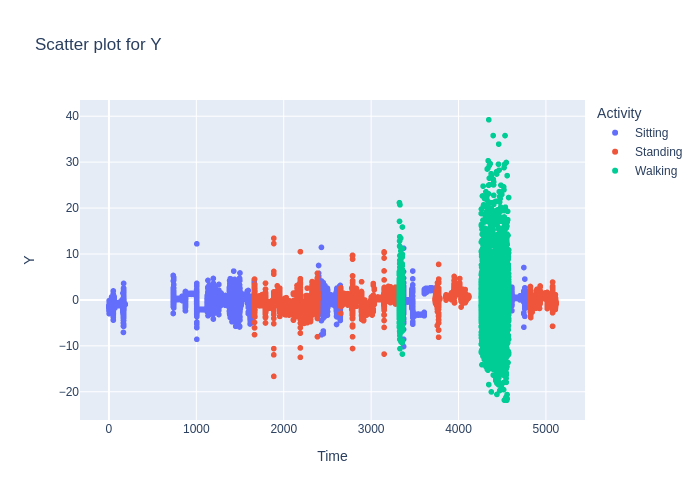 Scatter plot for Y
Activity
Sitting
Standing
Walking
Y
40
30
20
10
0
−10
−20
0
1000
2000
3000
4000
5000
Time